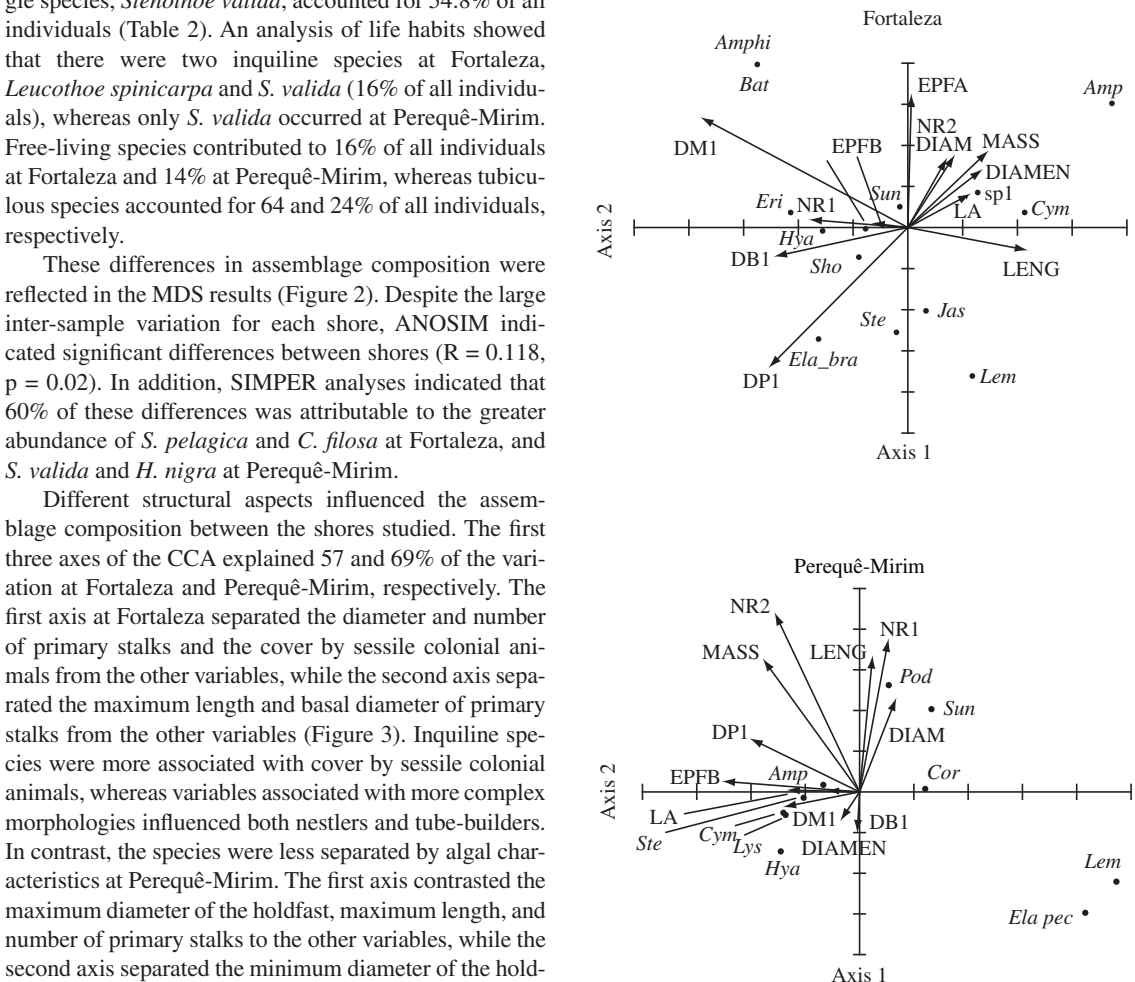 gle species, Stenothoe valida, accounted for 54.8% of all
individuals (Table 2). An analysis of life habits showed
that there were two inquiline species at Fortaleza,
Leucothoe spinicarpa and S. valida (16% of all individu-
als), whereas only S. valida occurred at Perequê-Mirim.
Free-living species contributed to 16% of all individuals
at Fortaleza and 14% at Perequê-Mirim, whereas tubicu-
lous species accounted for 64 and 24% of all individuals,
respectively.
These differences in assemblage composition were
reflected in the MDS results (Figure 2). Despite the large
inter-sample variation for each shore, ANOSIM indi-
cated significant differences between shores (R = 0.118,
p = 0.02). In addition, SIMPER analyses indicated that
60% of these differences was attributable to the greater
abundance of S. pelagica and C. filosa at Fortaleza, and
S. valida and H. nigra at Perequê-Mirim.
Different structural aspects influenced the assem-
blage composition between the shores studied. The first
three axes of the CCA explained 57 and 69% of the vari-
ation at Fortaleza and Perequê-Mirim, respectively. The
first axis at Fortaleza separated the diameter and number
of primary stalks and the cover by sessile colonial ani-
mals from the other variables, while the second axis sepa-
rated the maximum length and basal diameter of primary
stalks from the other variables (Figure 3). Inquiline spe-
cies were more associated with cover by sessile colonial
animals, whereas variables associated with more complex
morphologies influenced both nestlers and tube-builders.
In contrast, the species were less separated by algal char-
acteristics at Perequê-Mirim. The first axis contrasted the
maximum diameter of the holdfast, maximum length, and
number of primary stalks to the other variables, while the
second axis separated the minimum diameter of the hold-
Fortaleza
Amphi
Bat
EPFA
Amp
DM1
EPFB
NR2
DIAM
MASS
DIAMEN
Sun
sp1
Eri
NR1
LA
Cym
Axis 2
Hya
DB1
Sho
LENG
Ste
Jas
Ela_bra
DP1
Lem
Axis 1
Perequê-Mirim
NR2
NR1
MASS
LENG
Pod
Sun
DP1
DIAM
EPFB
Amp
Cor
Axis 2
LA
DM1
DB1
Ste
Cym
Lys
DIAMEN
Hya
Lem
Ela pec
Axis 1